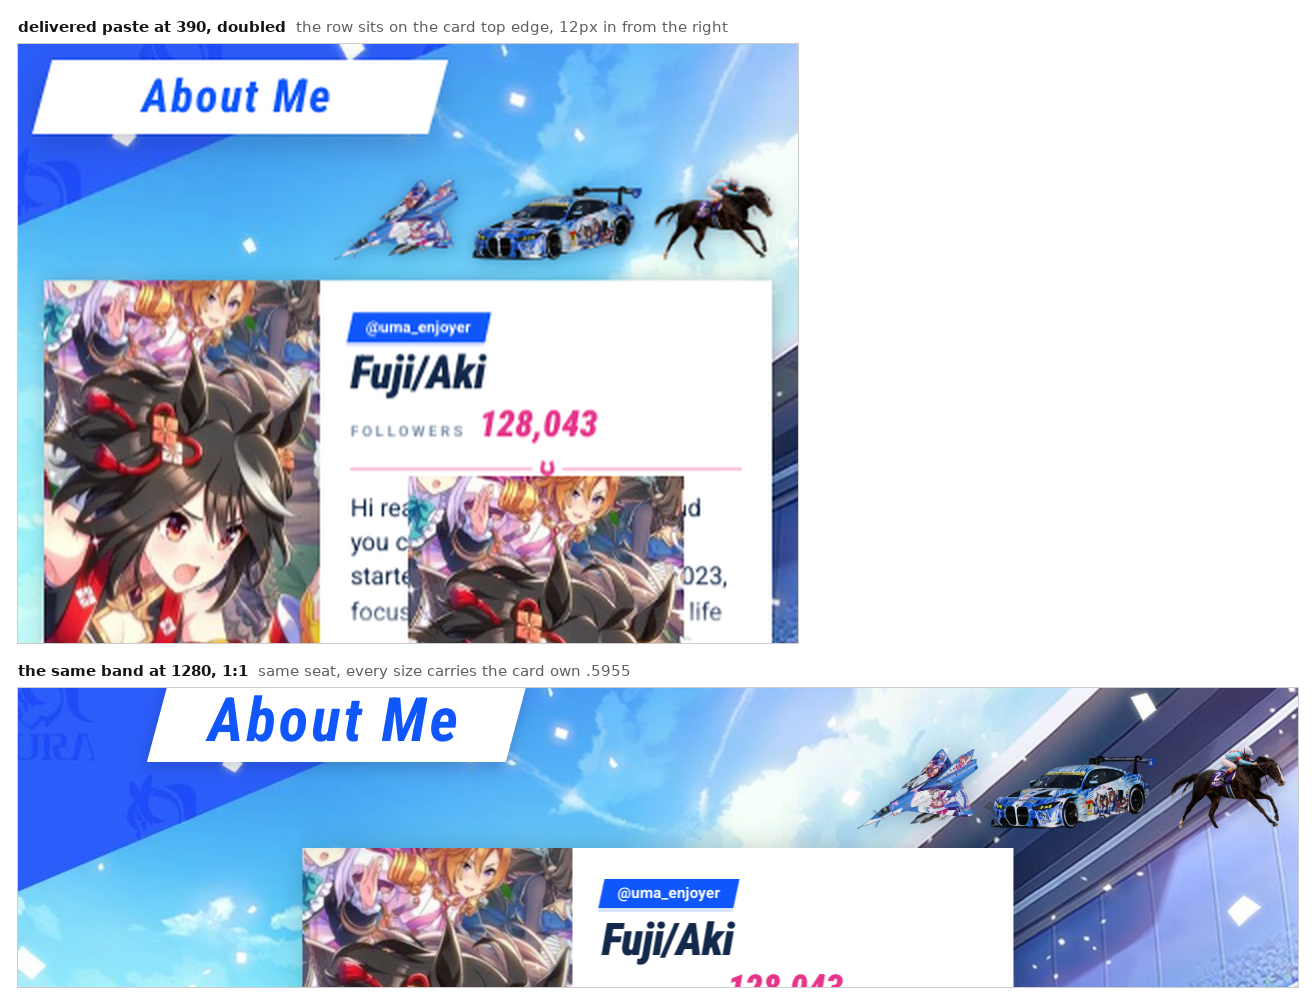 delivered paste at 390, doubled the row sits on the card top edge, 12px in from the right
About Me
@uma_enjoyer
Fuji/Aki
FOLLOWERS 128,043
Hi rea
you c
starte 023,
focus life
the same band at 1280, 1:1 same seat, every size carries the card own .5955
About Me
@uma_enjoyer
Fuji/Aki
128,043